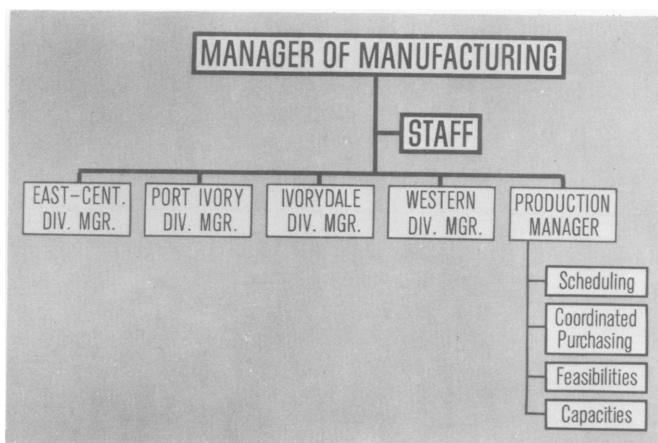 MANAGER OF MANUFACTURING
STAFF
EAST-CENT.
DIV. MGR.
PORT IVORY
DIV. MGR.
IVORYDALE
DIV. MGR.
WESTERN
DIV. MGR.
PRODUCTION
MANAGER
Scheduling
Coordinated
Purchasing
Feasibilities
Capacities